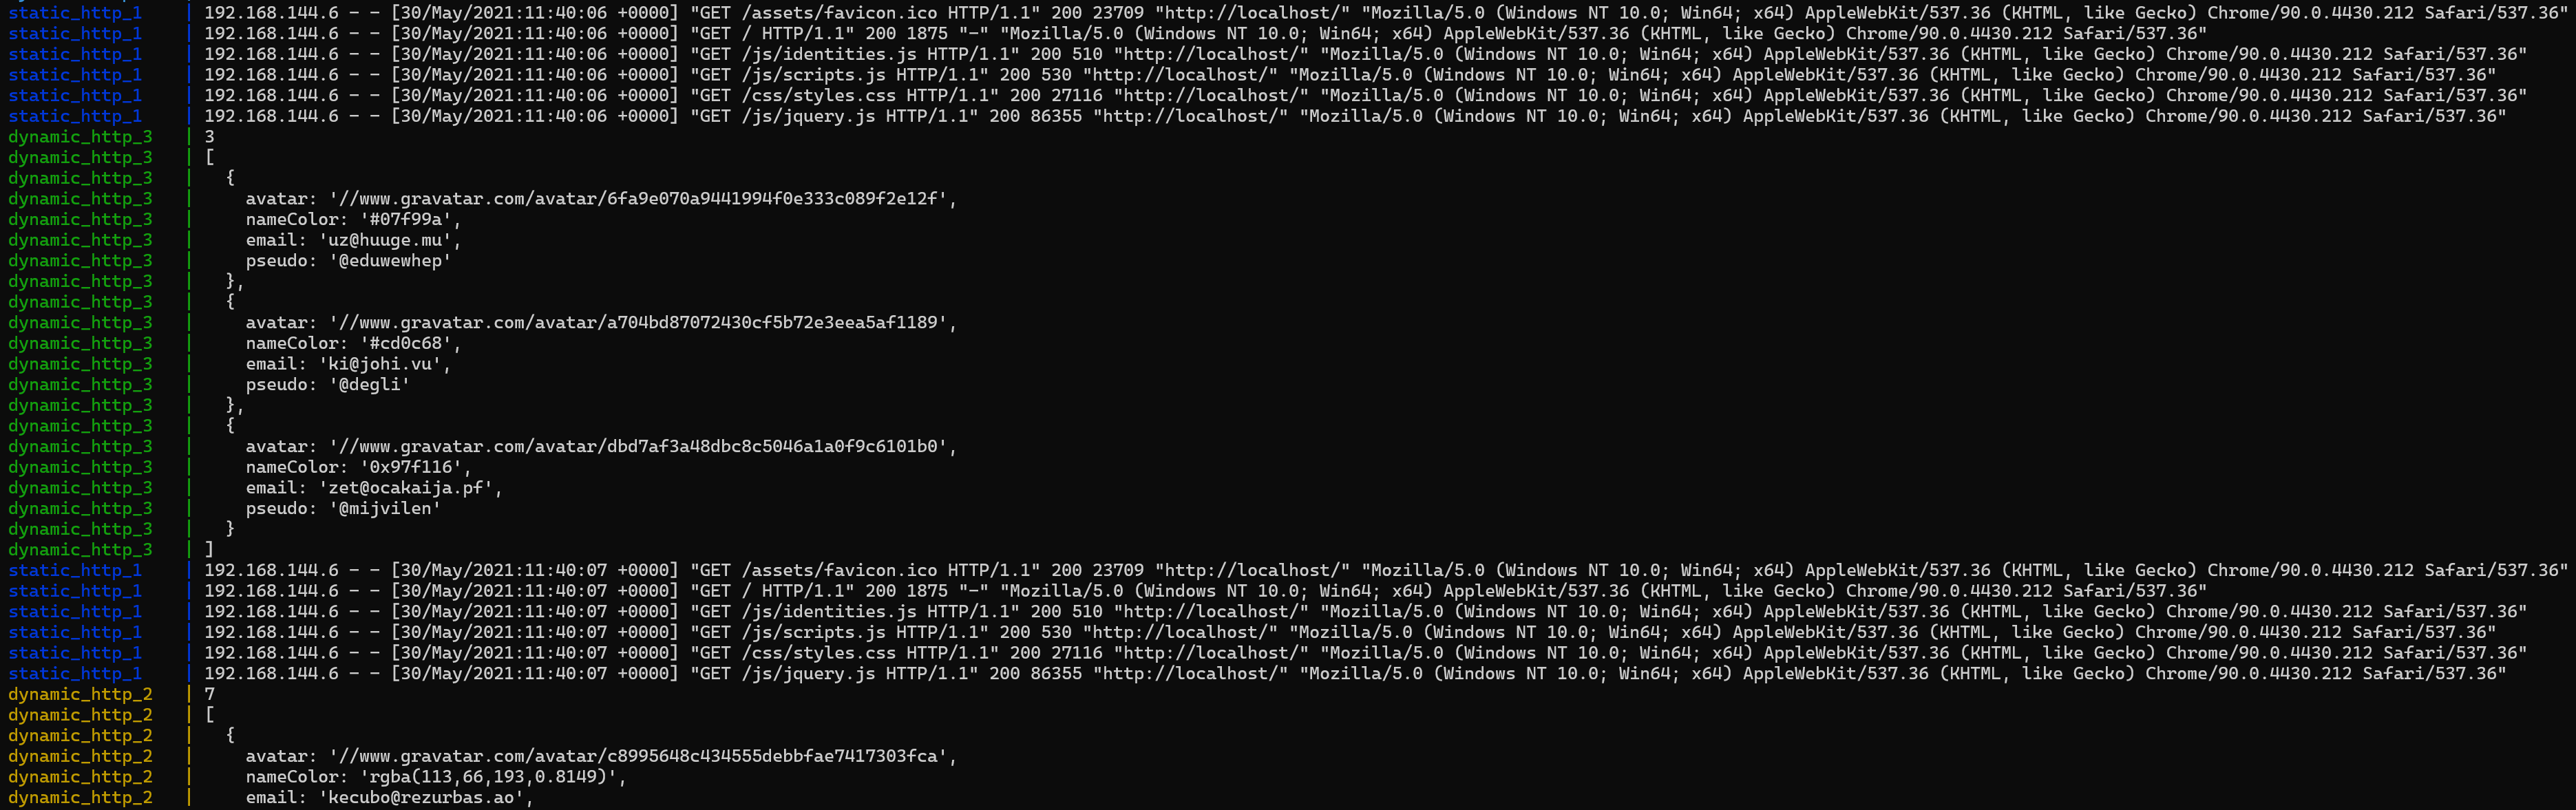 static_http_1   | 192.168.144.6 - - [30/May/2021:11:40:06 +0000] "GET /assets/favicon.ico HTTP/1.1" 200 23709 "http://localhost/" "Mozilla/5.0 (Windows NT 10.0; Win64; x64) AppleWebKit/537.36 (KHTML, like Gecko) Chrome/90.0.4430.212 Safari/537.36"
static_http_1   | 192.168.144.6 - - [30/May/2021:11:40:06 +0000] "GET / HTTP/1.1" 200 1875 "-" "Mozilla/5.0 (Windows NT 10.0; Win64; x64) AppleWebKit/537.36 (KHTML, like Gecko) Chrome/90.0.4430.212 Safari/537.36"
static_http_1   | 192.168.144.6 - - [30/May/2021:11:40:06 +0000] "GET /js/identities.js HTTP/1.1" 200 510 "http://localhost/" "Mozilla/5.0 (Windows NT 10.0; Win64; x64) AppleWebKit/537.36 (KHTML, like Gecko) Chrome/90.0.4430.212 Safari/537.36"
static_http_1   | 192.168.144.6 - - [30/May/2021:11:40:06 +0000] "GET /js/scripts.js HTTP/1.1" 200 530 "http://localhost/" "Mozilla/5.0 (Windows NT 10.0; Win64; x64) AppleWebKit/537.36 (KHTML, like Gecko) Chrome/90.0.4430.212 Safari/537.36"
static_http_1   | 192.168.144.6 - - [30/May/2021:11:40:06 +0000] "GET /css/styles.css HTTP/1.1" 200 27116 "http://localhost/" "Mozilla/5.0 (Windows NT 10.0; Win64; x64) AppleWebKit/537.36 (KHTML, like Gecko) Chrome/90.0.4430.212 Safari/537.36"
static_http_1   | 192.168.144.6 - - [30/May/2021:11:40:06 +0000] "GET /js/jquery.js HTTP/1.1" 200 86355 "http://localhost/" "Mozilla/5.0 (Windows NT 10.0; Win64; x64) AppleWebKit/537.36 (KHTML, like Gecko) Chrome/90.0.4430.212 Safari/537.36"
dynamic_http_3  | 3
dynamic_http_3  | [
dynamic_http_3  |   {
dynamic_http_3  |     avatar: '//www.gravatar.com/avatar/6fa9e070a9441994f0e333c089f2e12f',
dynamic_http_3  |     nameColor: '#07f99a',
dynamic_http_3  |     email: 'uz@huuge.mu',
dynamic_http_3  |     pseudo: '@eduwewhep'
dynamic_http_3  |   },
dynamic_http_3  |   {
dynamic_http_3  |     avatar: '//www.gravatar.com/avatar/a704bd87072430cf5b72e3eea5af1189',
dynamic_http_3  |     nameColor: '#cd0c68',
dynamic_http_3  |     email: 'ki@johi.vu',
dynamic_http_3  |     pseudo: '@degli'
dynamic_http_3  |   },
dynamic_http_3  |   {
dynamic_http_3  |     avatar: '//www.gravatar.com/avatar/dbd7af3a48dbc8c5046a1a0f9c6101b0',
dynamic_http_3  |     nameColor: '0x97f116',
dynamic_http_3  |     email: 'zet@ocakaija.pf',
dynamic_http_3  |     pseudo: '@mijvilen'
dynamic_http_3  |   }
dynamic_http_3  | ]
static_http_1   | 192.168.144.6 - - [30/May/2021:11:40:07 +0000] "GET /assets/favicon.ico HTTP/1.1" 200 23709 "http://localhost/" "Mozilla/5.0 (Windows NT 10.0; Win64; x64) AppleWebKit/537.36 (KHTML, like Gecko) Chrome/90.0.4430.212 Safari/537.36"
static_http_1   | 192.168.144.6 - - [30/May/2021:11:40:07 +0000] "GET / HTTP/1.1" 200 1875 "-" "Mozilla/5.0 (Windows NT 10.0; Win64; x64) AppleWebKit/537.36 (KHTML, like Gecko) Chrome/90.0.4430.212 Safari/537.36"
static_http_1   | 192.168.144.6 - - [30/May/2021:11:40:07 +0000] "GET /js/identities.js HTTP/1.1" 200 510 "http://localhost/" "Mozilla/5.0 (Windows NT 10.0; Win64; x64) AppleWebKit/537.36 (KHTML, like Gecko) Chrome/90.0.4430.212 Safari/537.36"
static_http_1   | 192.168.144.6 - - [30/May/2021:11:40:07 +0000] "GET /js/scripts.js HTTP/1.1" 200 530 "http://localhost/" "Mozilla/5.0 (Windows NT 10.0; Win64; x64) AppleWebKit/537.36 (KHTML, like Gecko) Chrome/90.0.4430.212 Safari/537.36"
static_http_1   | 192.168.144.6 - - [30/May/2021:11:40:07 +0000] "GET /css/styles.css HTTP/1.1" 200 27116 "http://localhost/" "Mozilla/5.0 (Windows NT 10.0; Win64; x64) AppleWebKit/537.36 (KHTML, like Gecko) Chrome/90.0.4430.212 Safari/537.36"
static_http_1   | 192.168.144.6 - - [30/May/2021:11:40:07 +0000] "GET /js/jquery.js HTTP/1.1" 200 86355 "http://localhost/" "Mozilla/5.0 (Windows NT 10.0; Win64; x64) AppleWebKit/537.36 (KHTML, like Gecko) Chrome/90.0.4430.212 Safari/537.36"
dynamic_http_2  | 7
dynamic_http_2  | [
dynamic_http_2  |   {
dynamic_http_2  |     avatar: '//www.gravatar.com/avatar/c8995648c434555debbfae7417303fca',
dynamic_http_2  |     nameColor: 'rgba(113,66,193,0.8149)',
dynamic_http_2  |     email: 'kecubo@rezurbas.ao',